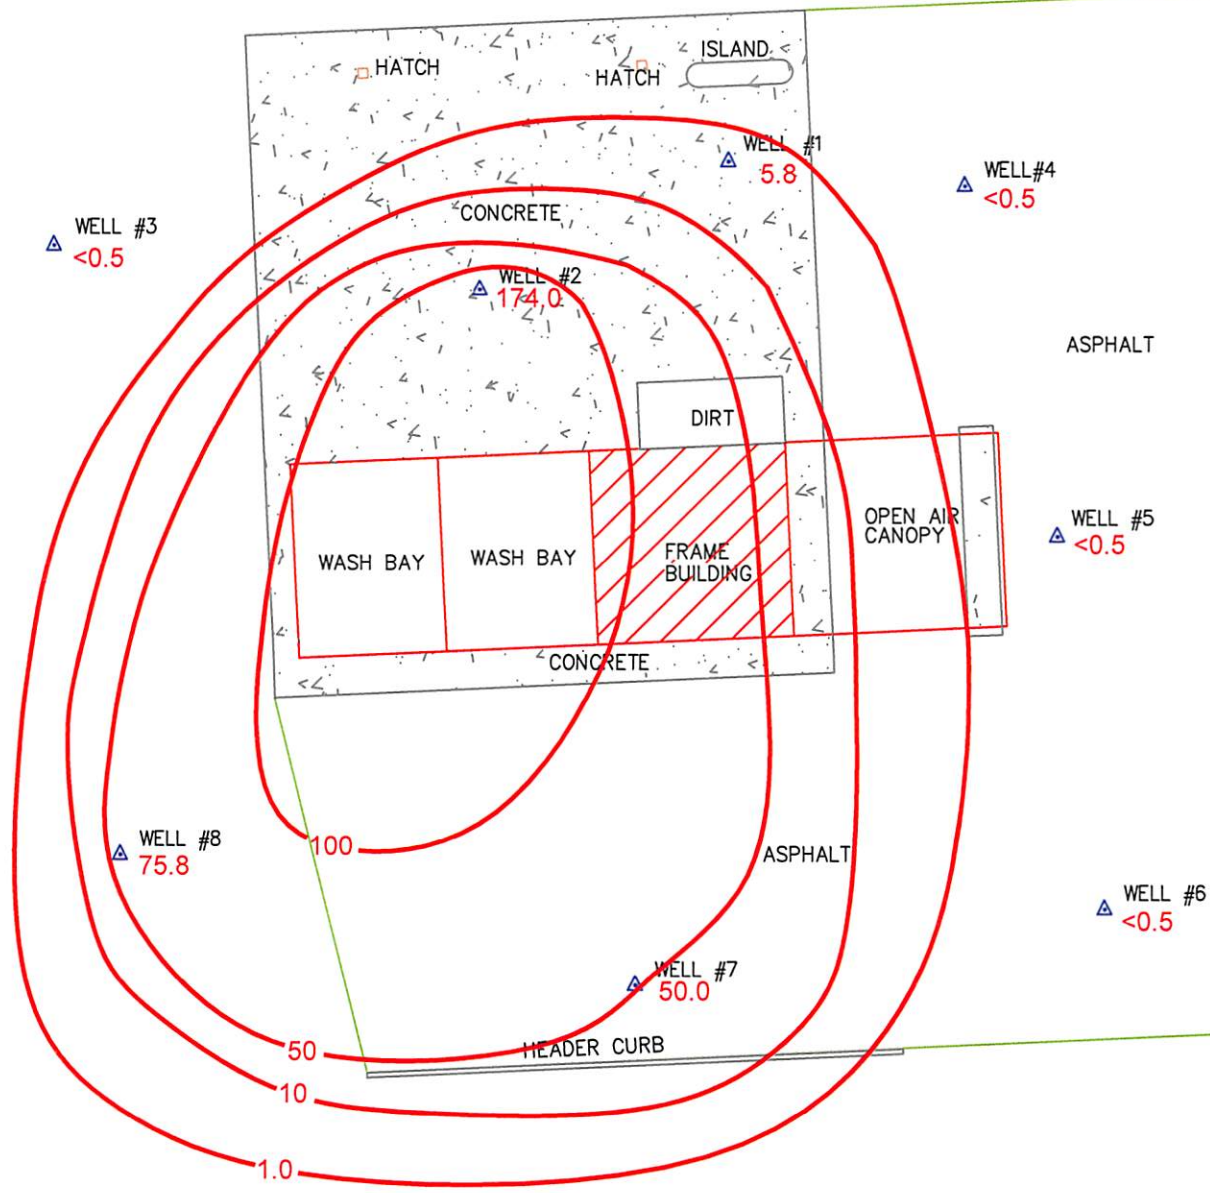 ISLAND
HATCH
HATCH
WELL #1
5.8
WELL#4
<0.5
WELL #3
<0.5
CONCRETE
WELL #2
174.0
ASPHALT
DIRT
OPEN AIR
CANOPY
WELL #5
<0.5
WASH BAY
WASH BAY
FRAME
BUILDING
CONCRETE
100
WELL #8
75.8
ASPHALT
WELL #6
<0.5
WELL #7
50.0
50
HEADER CURB
10
1.0